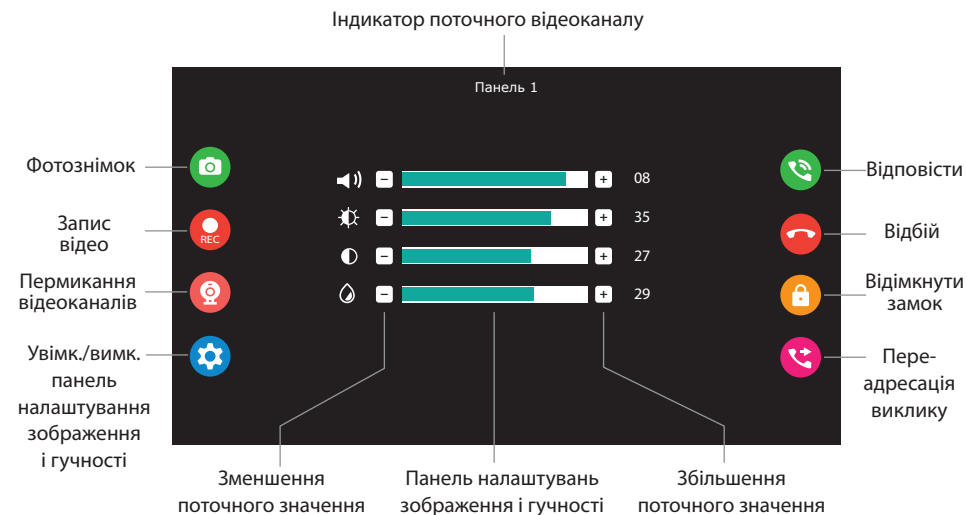 Індикатор поточного відеоканалу
Панель 1
Фотознімок
Запис
відео
REC
Пермикання
відеоканалів
Увімк./вимк.
панель
налаштування
зображення
і гучності
08
35
27
29
Відповісти
Відбій
Відімкнути
замок
Пере-
адресація
виклику
Зменшення
поточного значення
Панель налаштувань
зображення і гучності
Збільшення
поточного значення